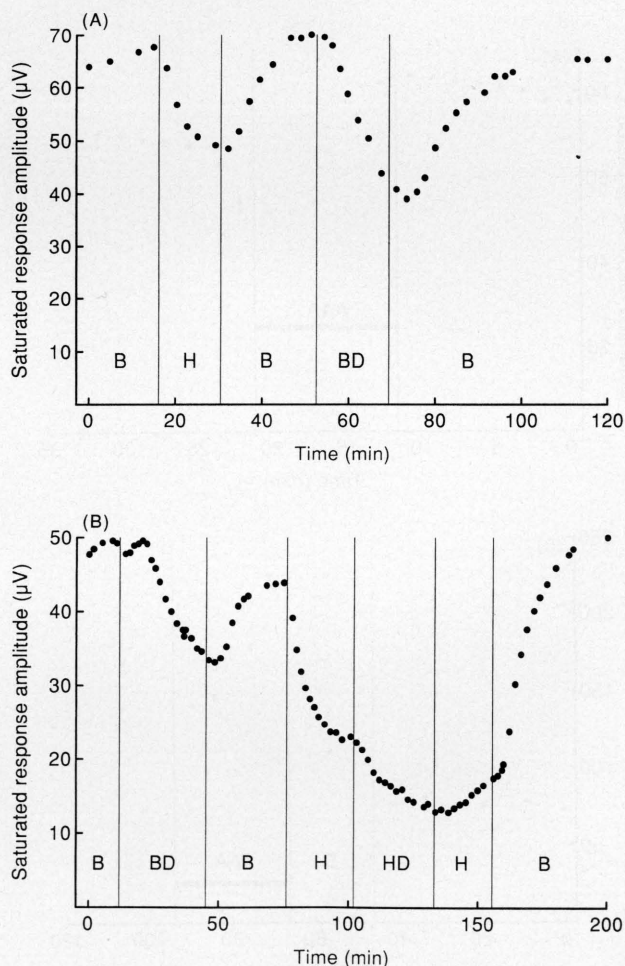 (A)
Saturated response amplitude (µV)
70
60
50
40
30
20
10
B H B BD B
0 20 40 60 80 100 120
Time (min)
(B)
Saturated response amplitude (µV)
50
40
30
20
10
B BD B H HD H B
0 50 100 150 200
Time (min)